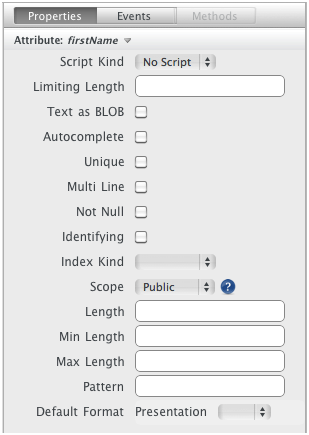 Properties Events Methods
Attribute: firstName
Script Kind No Script
Limiting Length
Text as BLOB
Autocomplete
Unique
Multi Line
Not Null
Identifying
Index Kind
Scope Public ?
Length
Min Length
Max Length
Pattern
Default Format Presentation